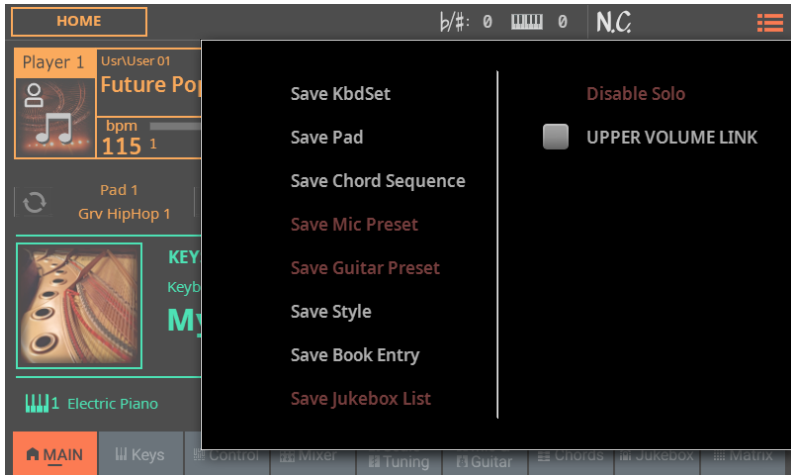 HOME
♭/♯: 0 0 N.C.
Player 1
Usr\User 01
Future Pop
bpm
115 1
Pad 1
Grv HipHop 1
KEY
Keyb
My
1 Electric Piano
Save KbdSet
Save Pad
Save Chord Sequence
Save Mic Preset
Save Guitar Preset
Save Style
Save Book Entry
Save Jukebox List
Disable Solo
UPPER VOLUME LINK
MAIN
Keys
Control
Mixer
Tuning
Guitar
Chords
Jukebox
Matrix